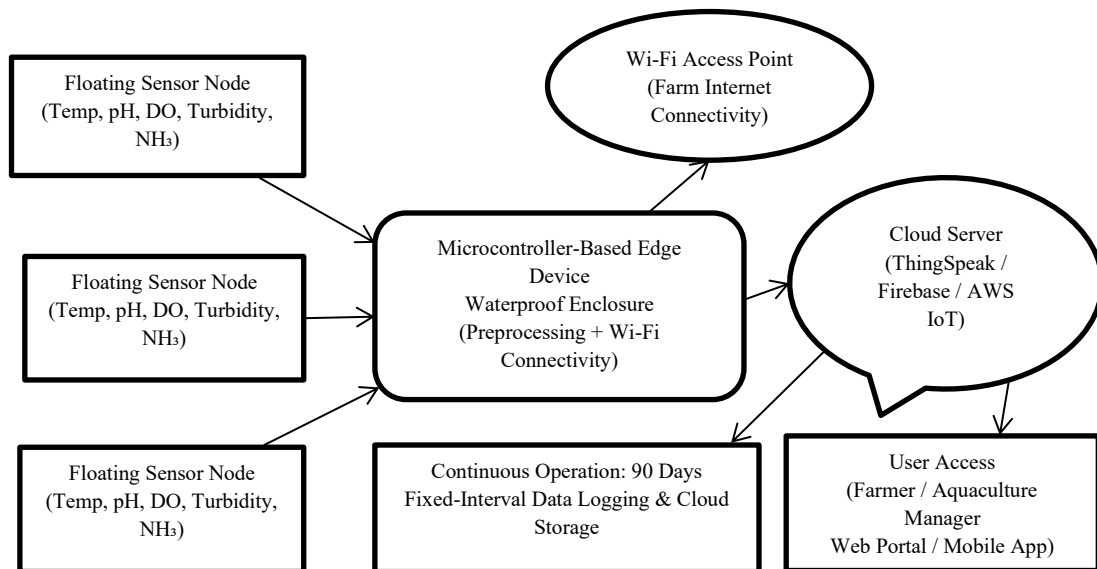 Floating Sensor Node
(Temp, pH, DO, Turbidity,
NH₃)
Wi-Fi Access Point
(Farm Internet
Connectivity)
Floating Sensor Node
(Temp, pH, DO, Turbidity,
NH₃)
Microcontroller-Based Edge
Device
Waterproof Enclosure
(Preprocessing + Wi-Fi
Connectivity)
Cloud Server
(ThingSpeak /
Firebase / AWS
IoT)
Floating Sensor Node
(Temp, pH, DO, Turbidity,
NH₃)
Continuous Operation: 90 Days
Fixed-Interval Data Logging & Cloud
Storage
User Access
(Farmer / Aquaculture
Manager
Web Portal / Mobile App)